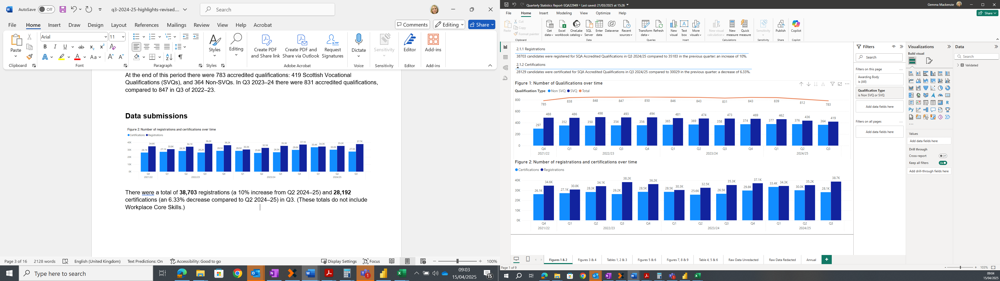 AutoSave Off q3-2024-25-highlights-revised.... Search
File Home Insert Draw Design Layout References Mailings Review View Help Acrobat Comments Editing Share
Arial 11
Paste B I U ab x₂ x² Styles Editing Create PDF and Share link Create PDF and Share via Outlook Request Signatures Dictate Sensitivity Editor Add-ins
Clipboard Font Paragraph Styles Adobe Acrobat Voice Sensitivity Editor Add-ins
At the end of this period there were 783 accredited qualifications: 419 Scottish Vocational
Qualifications (SVQs), and 364 Non-SVQs. In Q3 2023–24 there were 831 accredited qualifications,
compared to 847 in Q3 of 2022–23.
Data submissions
Figure 2: Number of registrations and certifications over time
Certifications Registrations
40K
30K
20K
10K
0K
26.1K 34.6K 27.1K 30.8K 28.3K 34.1K 26.2K 38.2K 28.5K 36.2K 28.5K 30.3K 25.6K 32.5K 26.5K 35.3K 29.8K 37.1K 33.4K 34.3K 30.0K 35.2K 27.5K 37.7K
Q4 Q1 Q2 Q3 Q4 Q1 Q2 Q3 Q4 Q1 Q2 Q3
2021/22 2022/23 2023/24 2024/25
There were a total of 38,703 registrations (a 10% increase from Q2 2024–25) and 28,192
certifications (an 6.33% decrease compared to Q2 2024–25) in Q3. (These totals do not include
Workplace Core Skills.)
Page 3 of 16 2128 words English (United Kingdom) Text Predictions: On Accessibility: Good to go Display Settings Focus 100%
Type here to search 1 09:03 15/04/2025 15
Quarterly Statistics Report-SQA22949 • Last saved: 21/03/2025 at 15:26 Gemma Mackenzie
File Home Insert Modeling View Optimize Help Share
Paste Cut Copy Format painter Get data Excel workbook OneLake catalog SQL Server Enter data Dataverse Recent sources Transform data Refresh New visual Text box More visuals New visual calculation New measure Quick measure Sensitivity Publish Copilot
Clipboard Data Queries Insert Calculations Sensitivity Share Copilot
2.1.1 Registrations
38703 candidates were registered for SQA Accredited Qualifications in Q3 2024/25 compared to 35183 in the previous quarter; an increase of 10%.
2.1.2 Certifications
28129 candidates were certificated for SQA Accredited Qualifications in Q3 2024/25 compared to 30029 in the previous quarter; a decrease of 6.33%.
Figure 1: Number of Qualifications over time
Qualification Type Non SVQ SVQ Total
800
600
400
200
0
785 838 848 847 850 846 843 831 843 839 812 783
297 488 352 486 350 498 354 493 356 494 365 481 369 474 358 473 374 469 377 462 376 436 364 419
Q4 Q1 Q2 Q3 Q4 Q1 Q2 Q3 Q4 Q1 Q2 Q3
2021/22 2022/23 2023/24 2024/25
Figure 2: Number of registrations and certifications over time
Certifications Registrations
40K
30K
20K
10K
0K
26.1K 34.6K 27.1K 30.8K 28.3K 34.1K 26.2K 38.2K 28.5K 36.2K 28.5K 30.3K 25.6K 32.5K 26.5K 35.3K 29.8K 37.1K 33.4K 34.3K 30.0K 35.2K 28.1K 38.7K
Q4 Q1 Q2 Q3 Q4 Q1 Q2 Q3 Q4 Q1 Q2 Q3
2021/22 2022/23 2023/24 2024/25
Filters
Search
Filters on this page
Awarding Body
is (All)
Qualification Type
is Non SVQ or SVQ
Add data fields here
Filters on all pages
Add data fields here
Visualizations
Build visual
Values
Add data fields here
Drill through
Cross-report Off
Keep all filters On
Add drill-through fields here
Data
Search
Validated
Figures 1 & 2 Figures 3 & 4 Tables 1, 2 & 3 Figures 5 & 6 Figures 7, 8 & 9 Table 4, 5 & 6 Raw Data Unredacted Raw Data Redacted Annual
Page 1 of 9 103%
09:04
15/04/2025